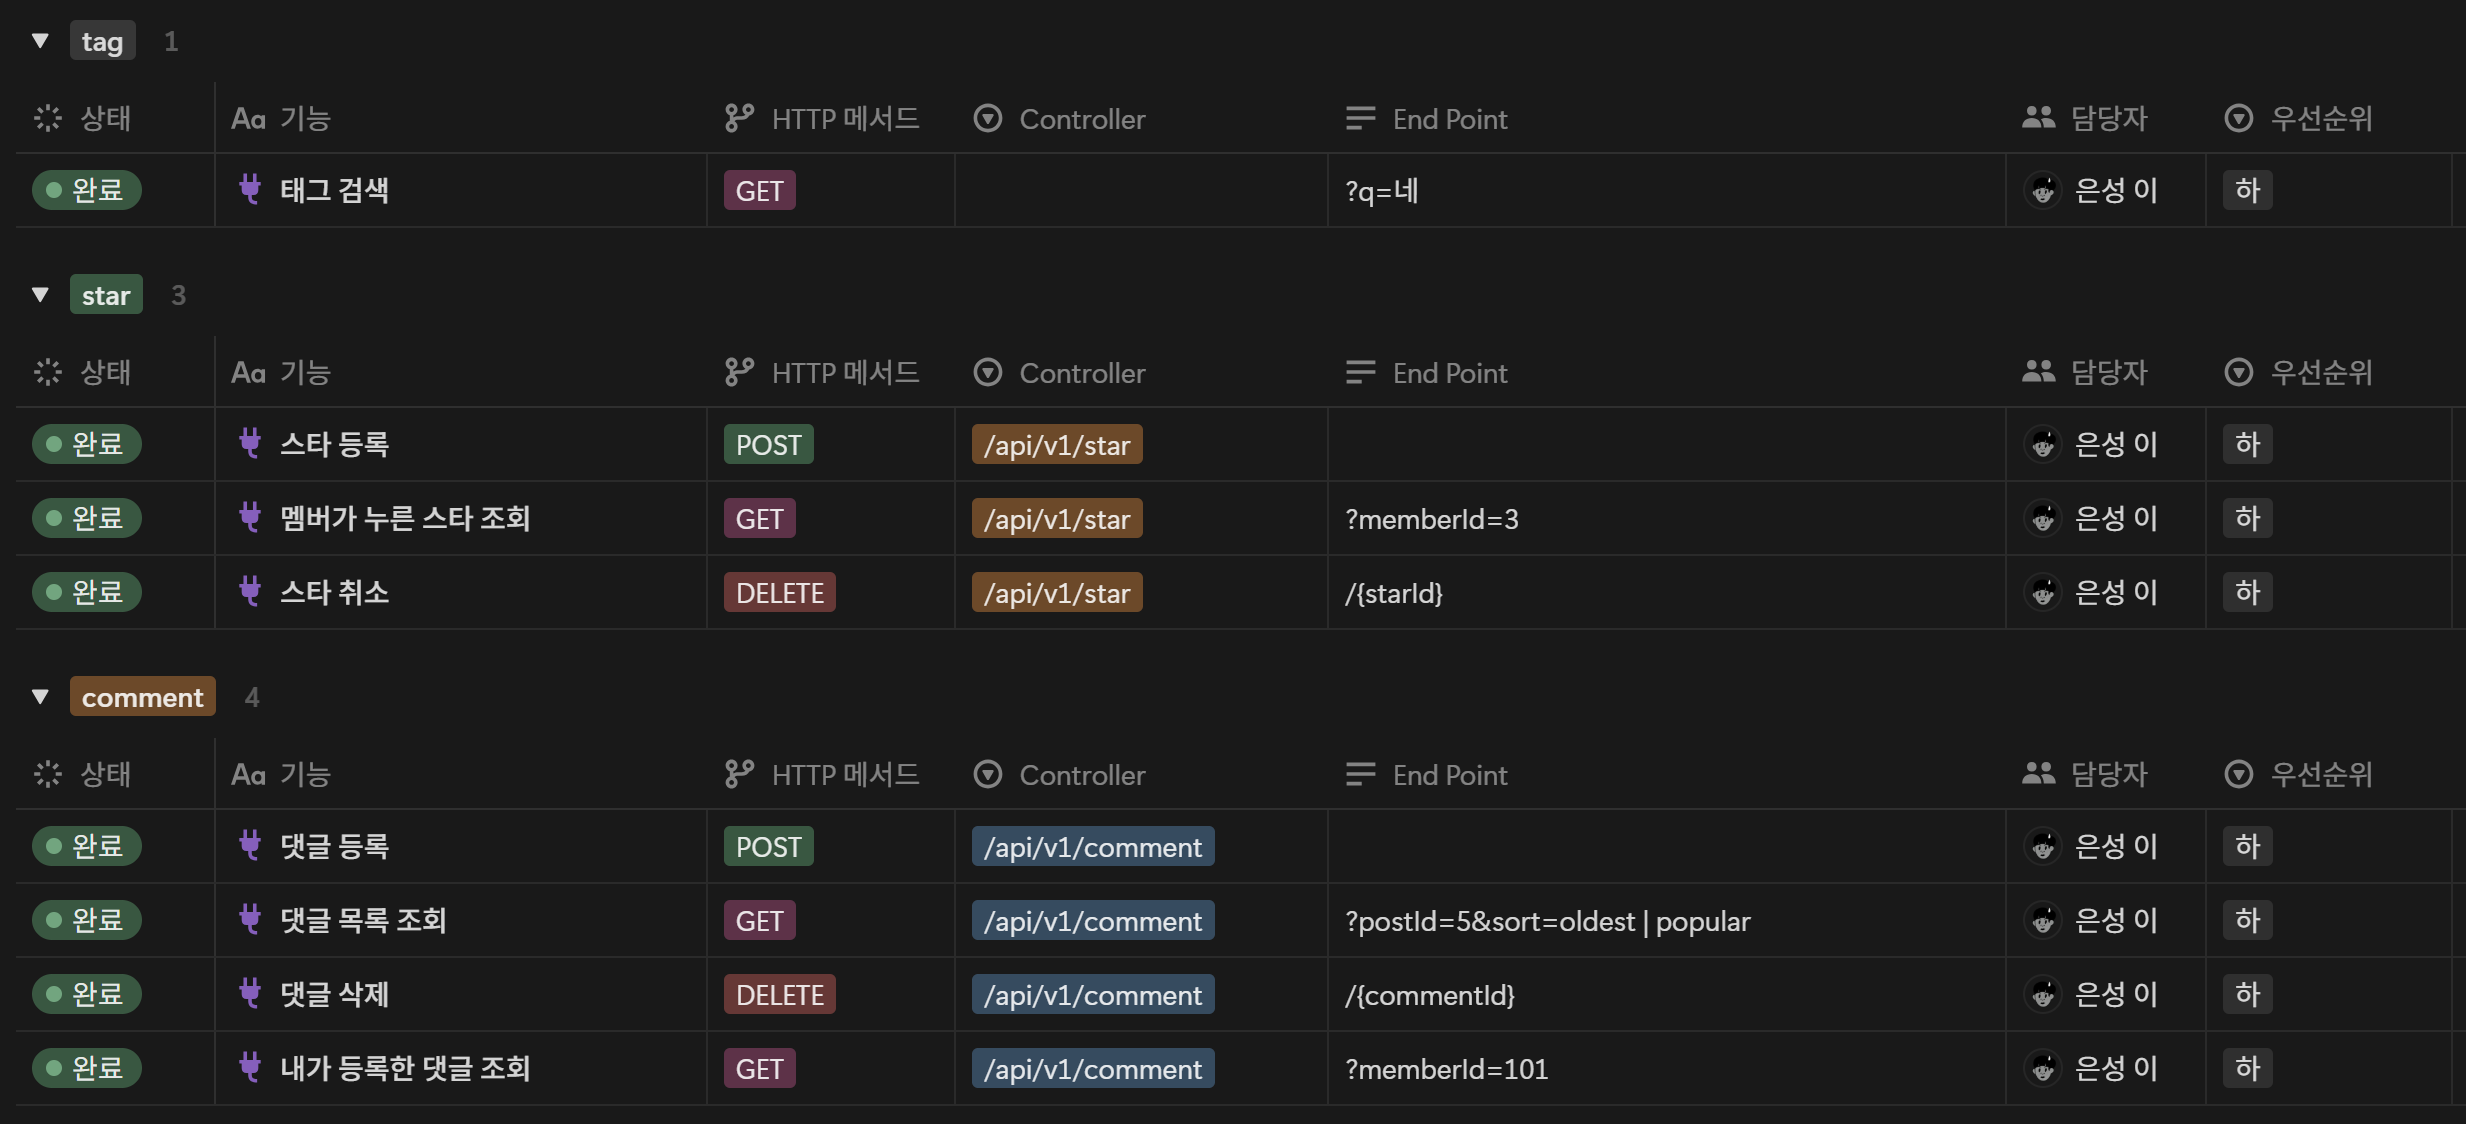 tag 1
상태 Aa 기능 HTTP 메서드 Controller End Point 담당자 우선순위
완료 태그 검색 GET ?q=네 은성 이 하
star 3
상태 Aa 기능 HTTP 메서드 Controller End Point 담당자 우선순위
완료 스타 등록 POST /api/v1/star 은성 이 하
완료 멤버가 누른 스타 조회 GET /api/v1/star ?memberId=3 은성 이 하
완료 스타 취소 DELETE /api/v1/star /{starId} 은성 이 하
comment 4
상태 Aa 기능 HTTP 메서드 Controller End Point 담당자 우선순위
완료 댓글 등록 POST /api/v1/comment 은성 이 하
완료 댓글 목록 조회 GET /api/v1/comment ?postId=5&sort=oldest | popular 은성 이 하
완료 댓글 삭제 DELETE /api/v1/comment /{commentId} 은성 이 하
완료 내가 등록한 댓글 조회 GET /api/v1/comment ?memberId=101 은성 이 하